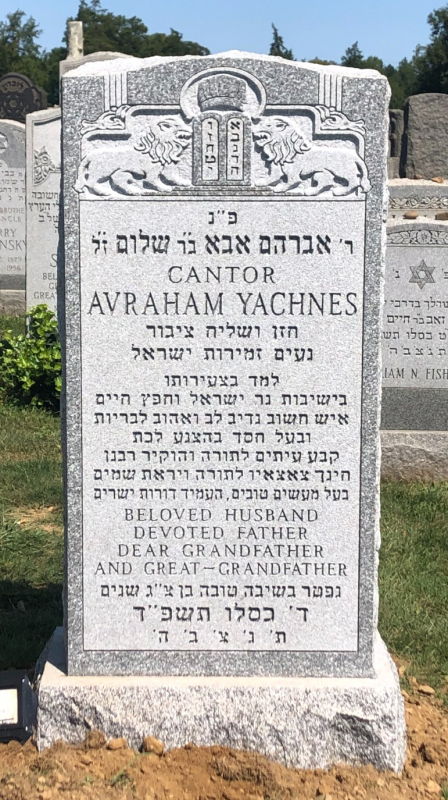 פ״נ
ר׳ אברהם אבא ב״ר שלום ז״ל
CANTOR
AVRAHAM YACHNES
חזן ושליח ציבור
נעים זמירות ישראל
למד בצעירותו
בישיבות נר ישראל וחפץ חיים
איש חשוב נדיב לב ואהוב לבריות
ובעל חסד בהצנע לכת
קבע עיתים לתורה והוקיר רבנן
חינך צאצאיו לתורה ויראת שמים
בעל מעשים טובים, העמיד דורות ישרים
BELOVED HUSBAND
DEVOTED FATHER
DEAR GRANDFATHER
AND GREAT-GRANDFATHER
נפטר בשיבה טובה בן צ״ג שנים
ד׳ כסלו תשפ״ד
ת׳ נ׳ צ׳ ב׳ ה׳